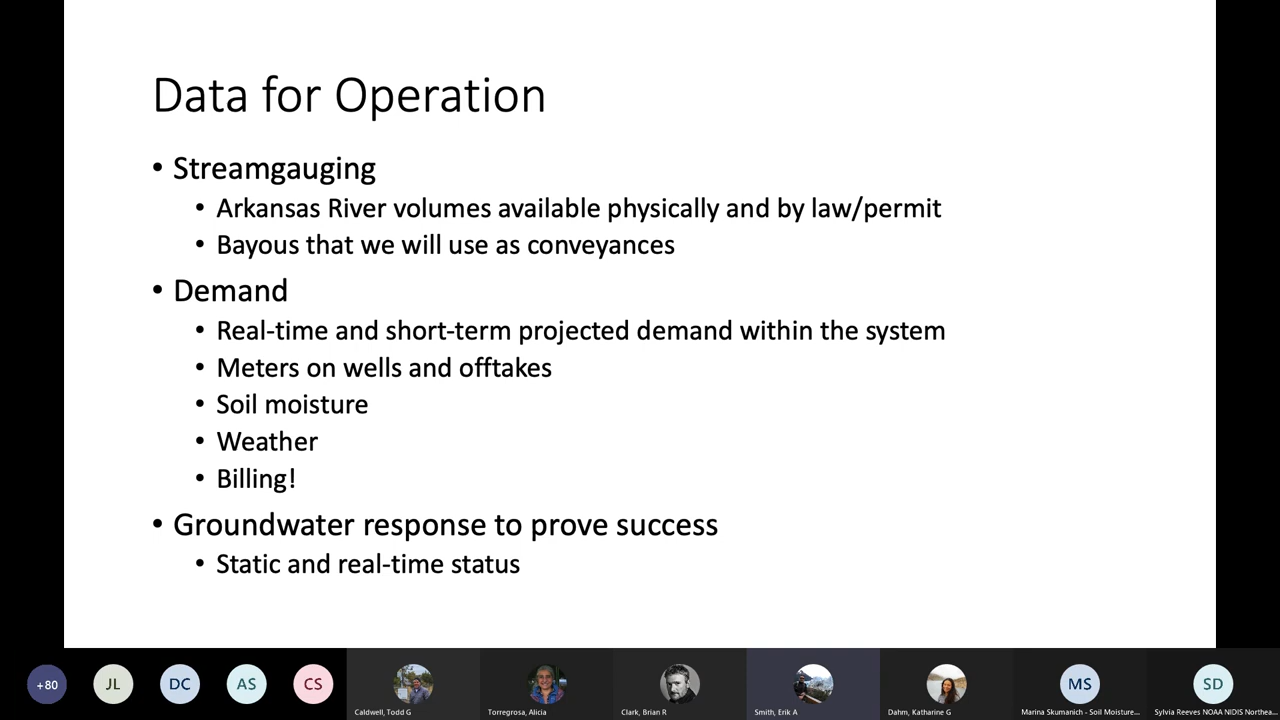 Data for Operation
• Streamgauging
• Arkansas River volumes available physically and by law/permit
• Bayous that we will use as conveyances
• Demand
• Real-time and short-term projected demand within the system
• Meters on wells and offtakes
• Soil moisture
• Weather
• Billing!
• Groundwater response to prove success
• Static and real-time status
+80 JL DC AS CS MS SD
Caldwell, Todd G Torregrosa, Alicia Clark, Brian R Smith, Erik A Dahm, Katharine G Marina Skumanich - Soil Moisture... Sylvia Reeves NOAA NIDIS Northea...